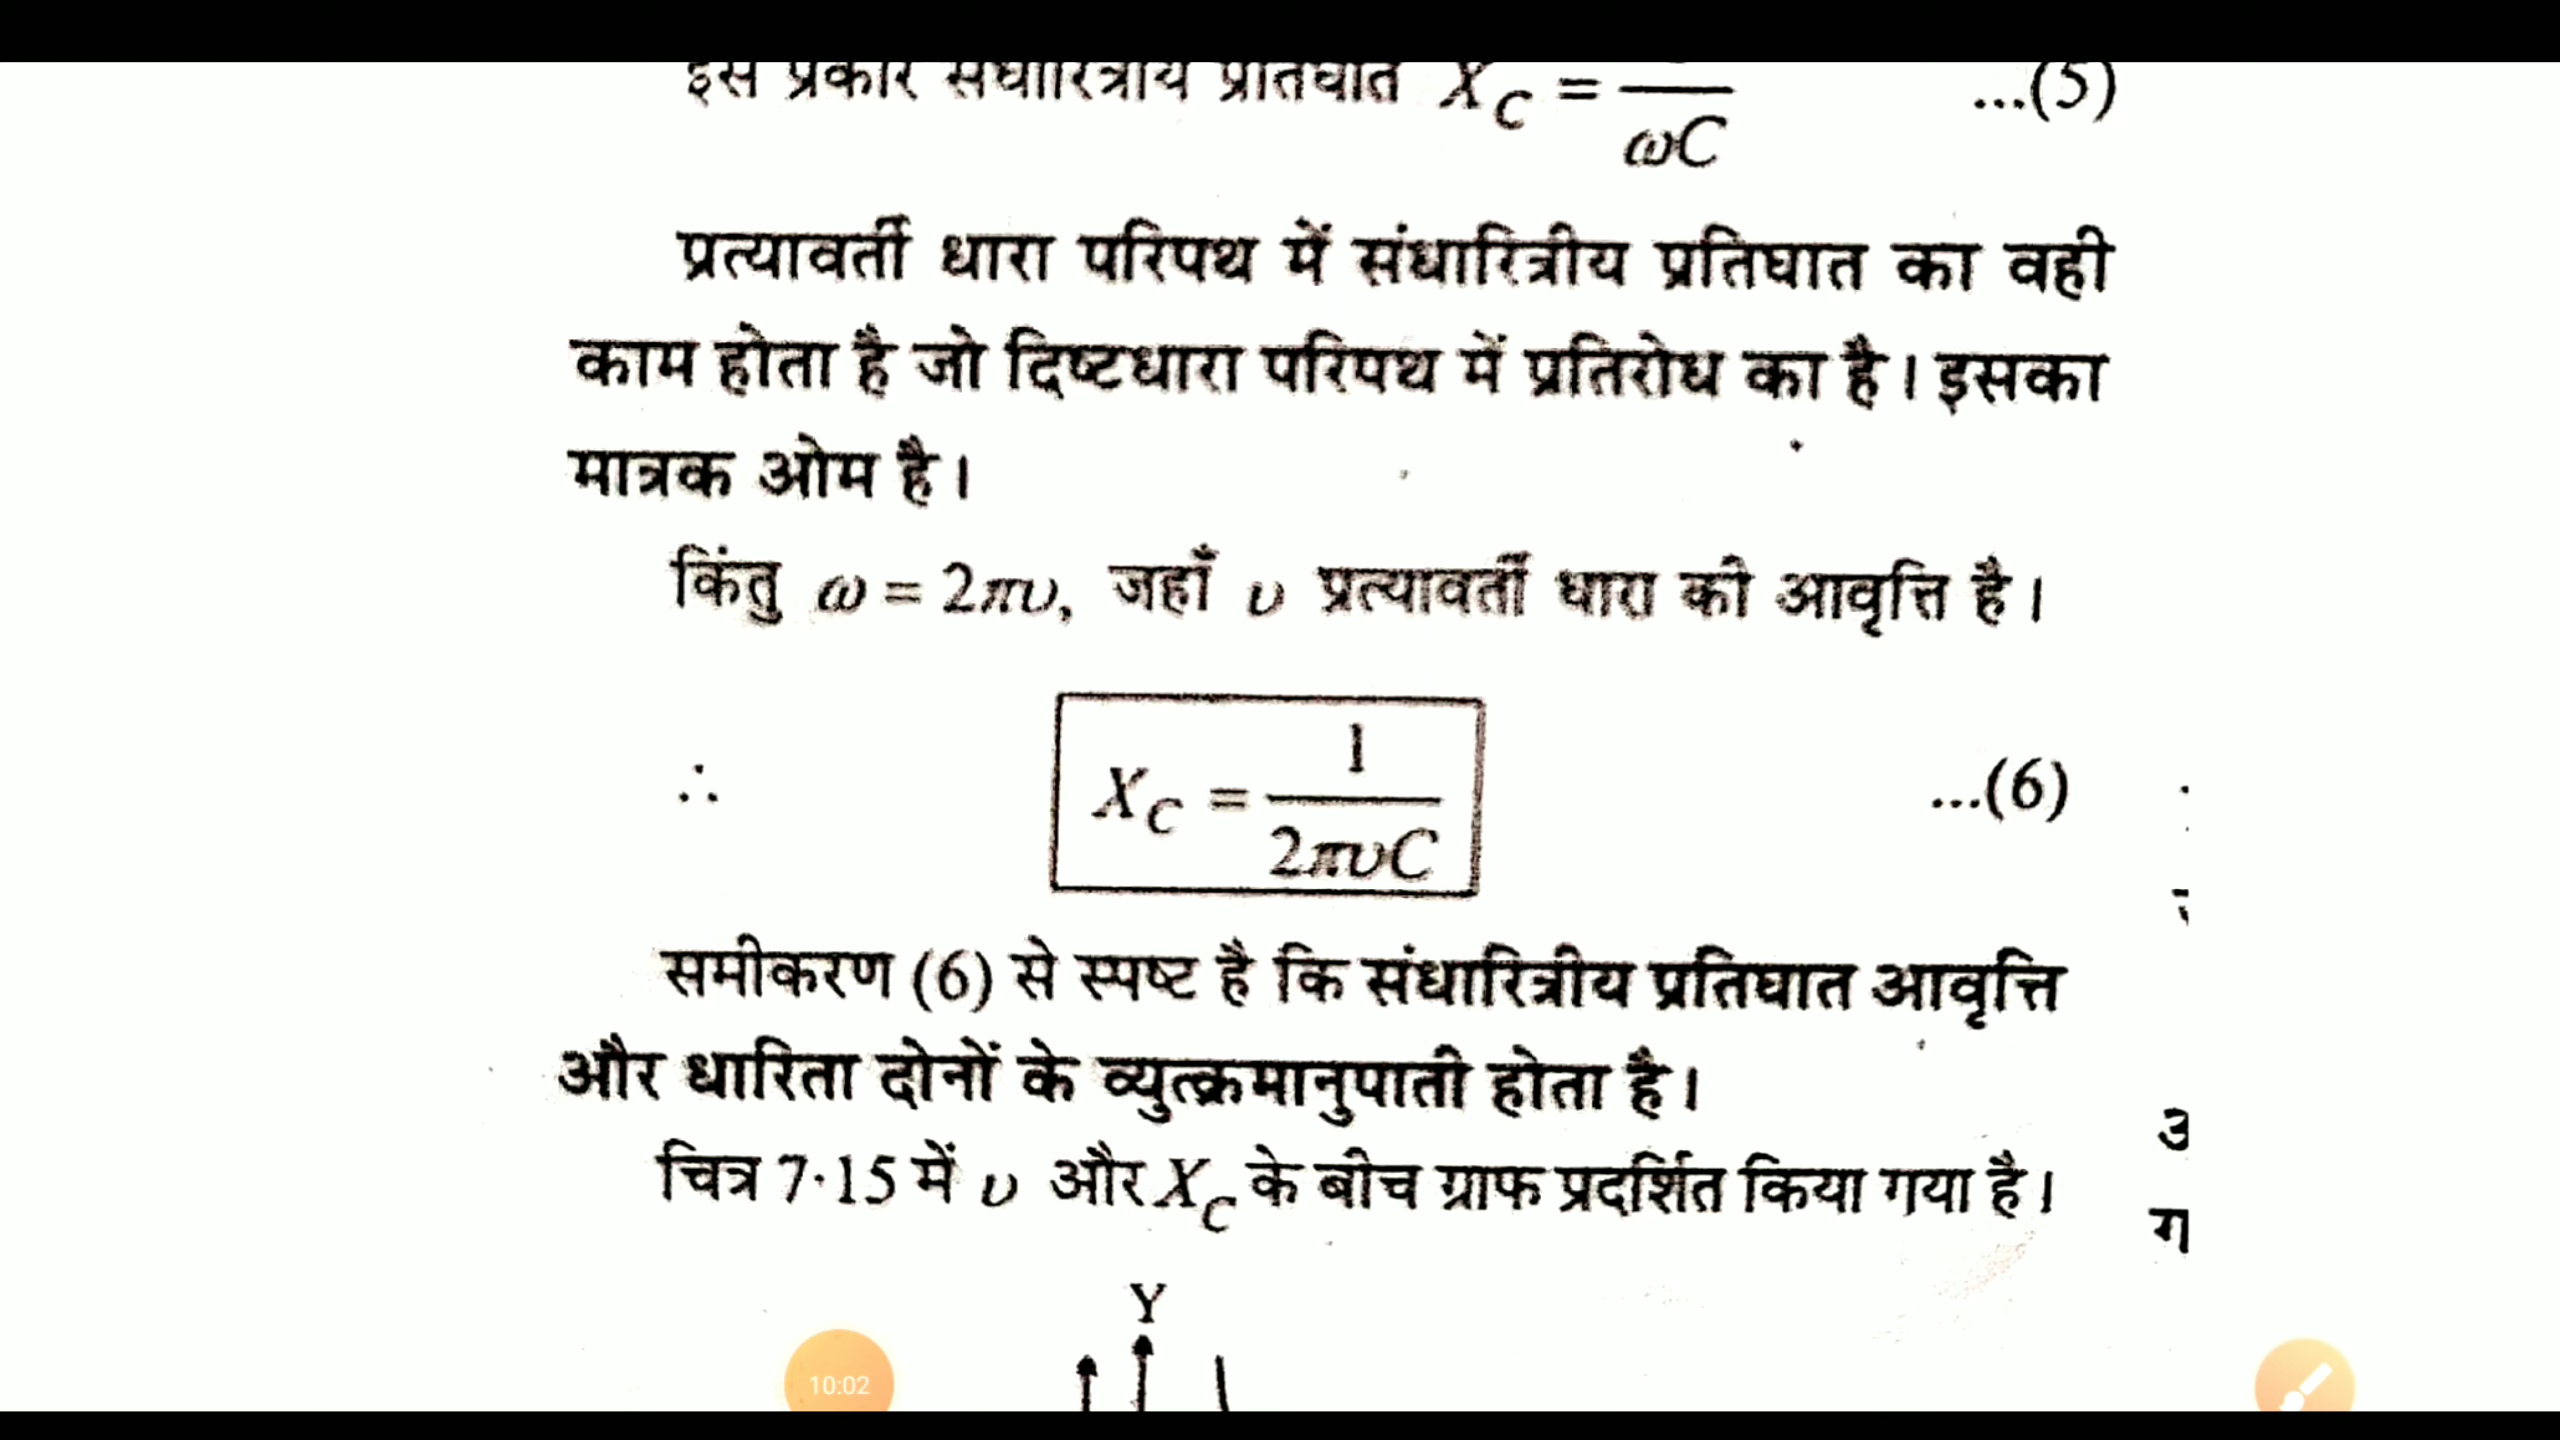 इस प्रकार संधारित्रीय प्रतिघात X_C = ―/ωC ...(5)
प्रत्यावर्ती धारा परिपथ में संधारित्रीय प्रतिघात का वही
काम होता है जो दिष्टधारा परिपथ में प्रतिरोध का है। इसका
मात्रक ओम है।
किंतु ω = 2πυ, जहाँ υ प्रत्यावर्ती धारा की आवृत्ति है।
∴ X_C = 1/2πυC ...(6)
समीकरण (6) से स्पष्ट है कि संधारित्रीय प्रतिघात आवृत्ति
और धारिता दोनों के व्युत्क्रमानुपाती होता है।
चित्र 7·15 में υ और X_C के बीच ग्राफ प्रदर्शित किया गया है।
Y
10:02